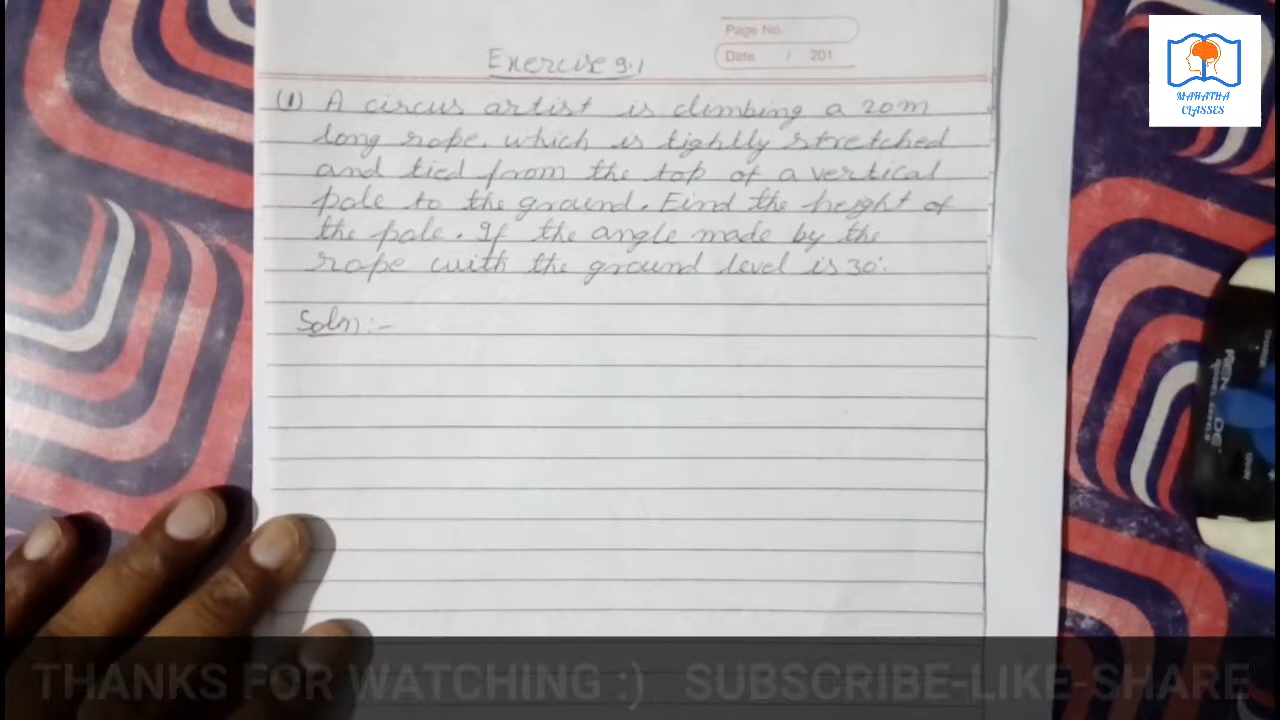 Page No.
Date / 201
Exercise 9.1
(1) A circus artist is climbing a 20m
long rope. which is tightly stretched
and tied from the top of a vertical
pole to the ground. Find the height of
the pole. If the angle made by the
rope with the ground level is 30°.
Soln:-
MAHATHA
CLASSES
THANKS FOR WATCHING :) SUBSCRIBE-LIKE-SHARE